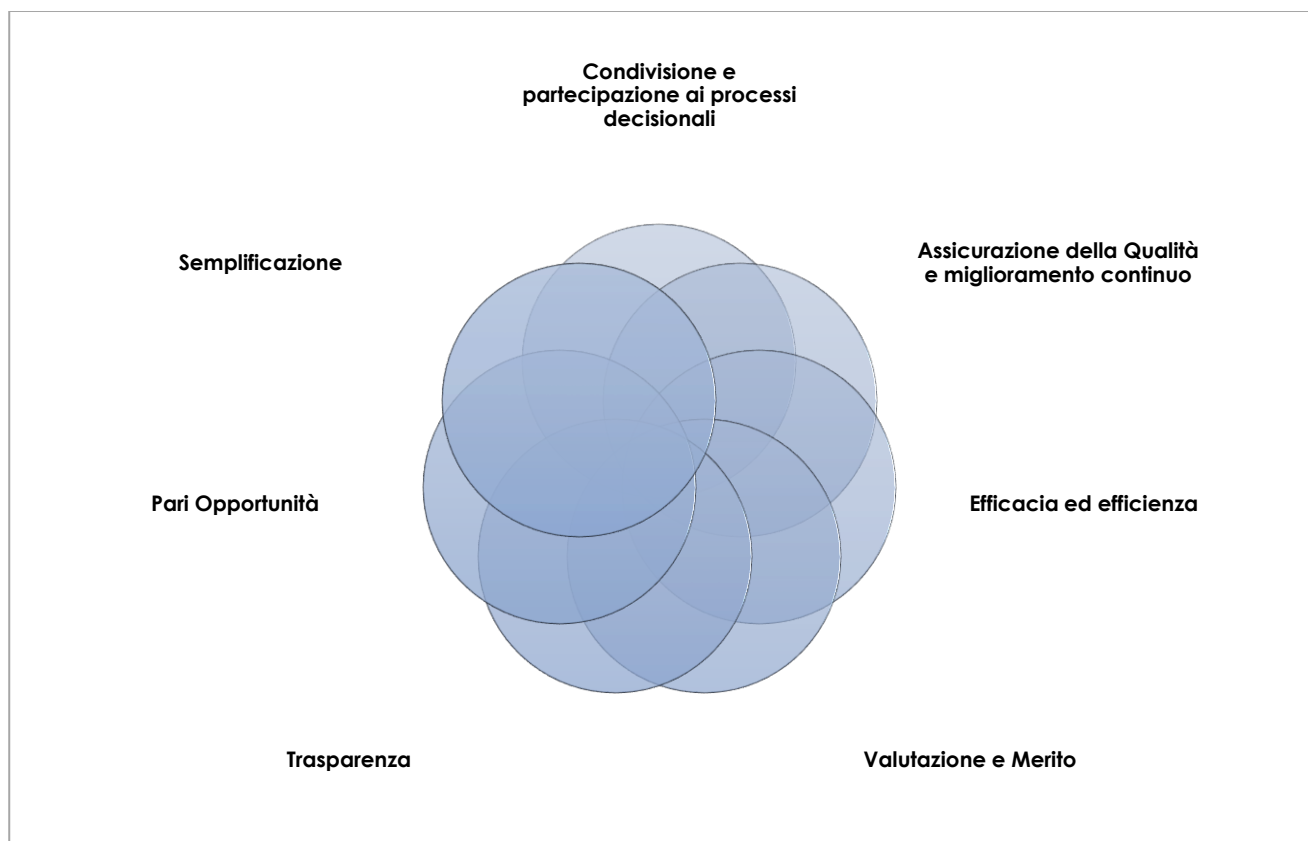 Condivisione e
partecipazione ai processi
decisionali
Semplificazione
Assicurazione della Qualità
e miglioramento continuo
Pari Opportunità
Efficacia ed efficienza
Trasparenza
Valutazione e Merito